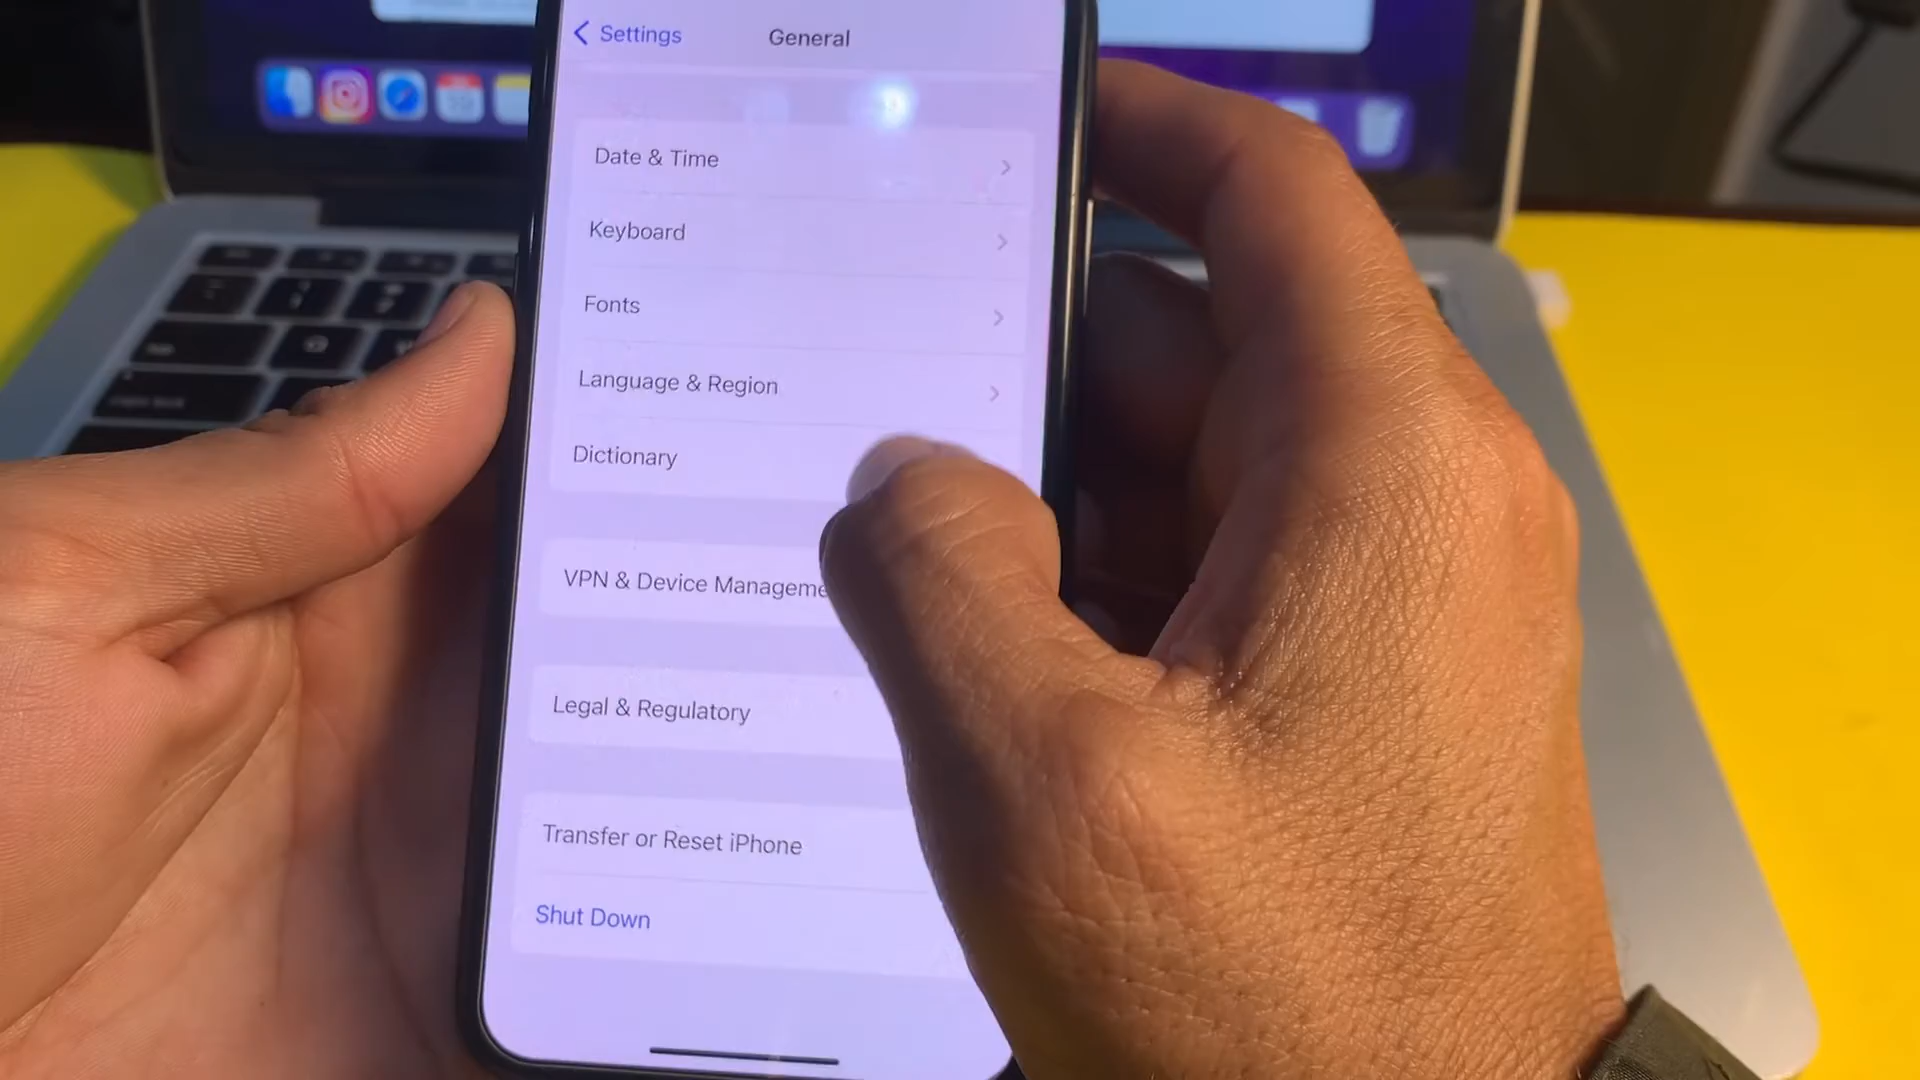 Settings
General
Date & Time
Keyboard
Fonts
Language & Region
Dictionary
VPN & Device Manageme
Legal & Regulatory
Transfer or Reset iPhone
Shut Down